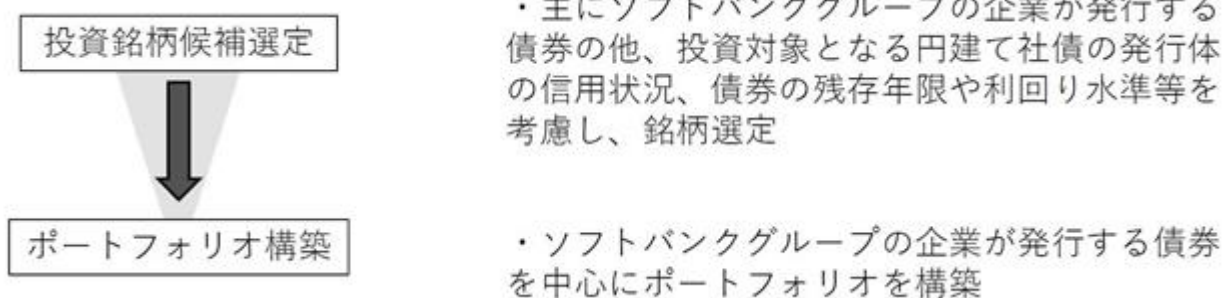 投資銘柄候補選定
・主にソフトバンクグループの企業が発行する
債券の他、投資対象となる円建て社債の発行体
の信用状況、債券の残存年限や利回り水準等を
考慮し、銘柄選定
ポートフォリオ構築
・ソフトバンクグループの企業が発行する債券
を中心にポートフォリオを構築